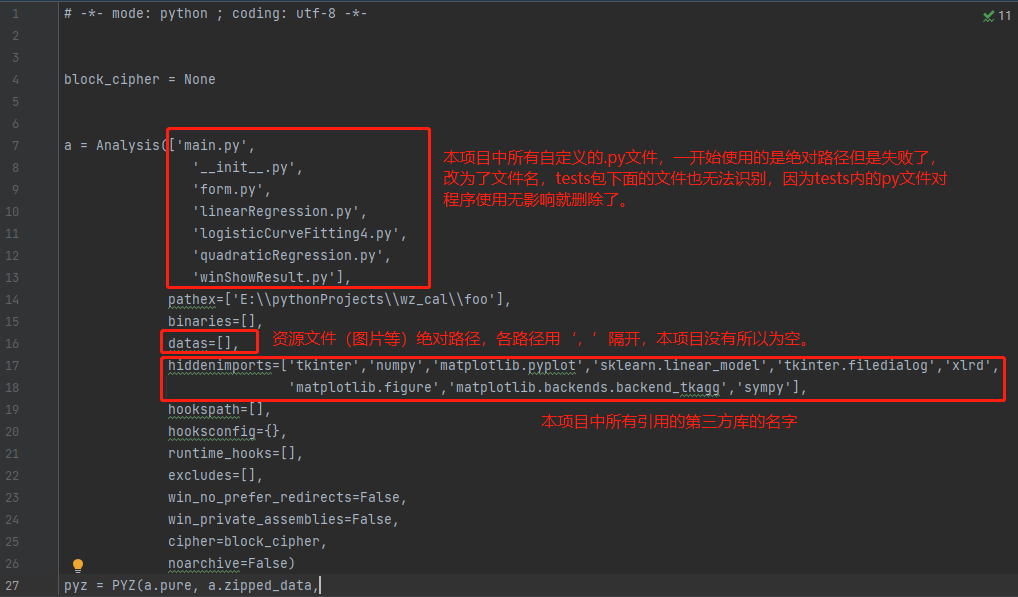 1 # -*- mode: python ; coding: utf-8 -*-
11
2
3
4 block_cipher = None
5
6
7 a = Analysis(['main.py',
8 '__init__.py',
9 'form.py',
10 'linearRegression.py',
11 'logisticCurveFitting4.py',
12 'quadraticRegression.py',
13 'winShowResult.py'],
本项目中所有自定义的.py文件，一开始使用的是绝对路径但是失败了，
改为了文件名，tests包下面的文件也无法识别，因为tests内的py文件对
程序使用无影响就删除了。
14 pathex=['E:\\pythonProjects\\wz_cal\\foo'],
15 binaries=[],
16 datas=[],
资源文件（图片等）绝对路径，各路径用 ‘，’ 隔开，本项目没有所以为空。
17 hiddenimports=['tkinter','numpy','matplotlib.pyplot','sklearn.linear_model','tkinter.filedialog','xlrd',
18 'matplotlib.figure','matplotlib.backends.backend_tkagg','sympy'],
19 hookspath=[],
本项目中所有引用的第三方库的名字
20 hooksconfig={},
21 runtime_hooks=[],
22 excludes=[],
23 win_no_prefer_redirects=False,
24 win_private_assemblies=False,
25 cipher=block_cipher,
26 noarchive=False)
27 pyz = PYZ(a.pure, a.zipped_data,